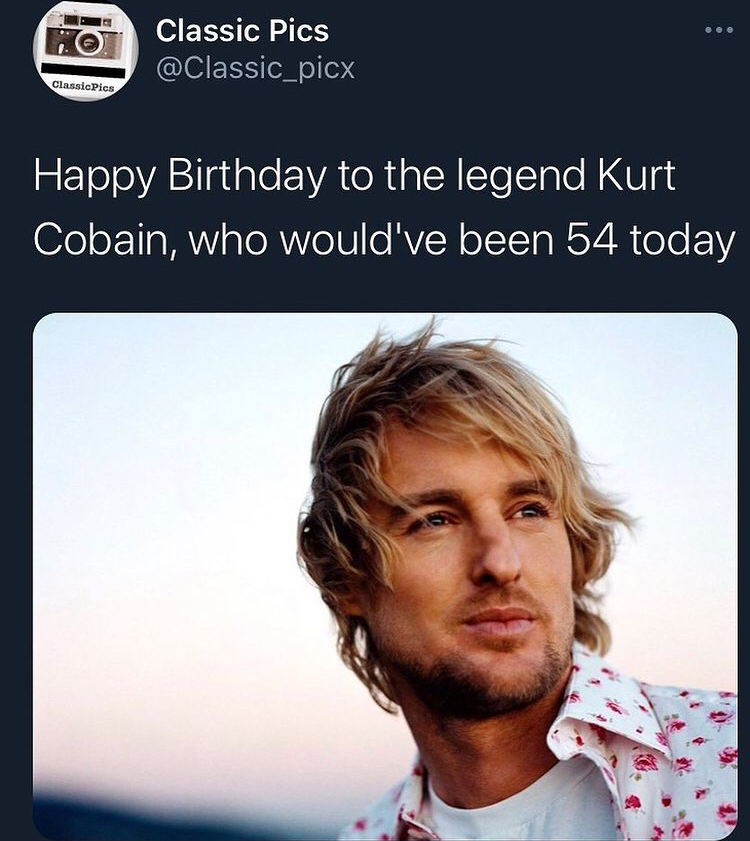 Classic Pics
@Classic_picx
ClassicPics
Happy Birthday to the legend Kurt
Cobain, who would've been 54 today